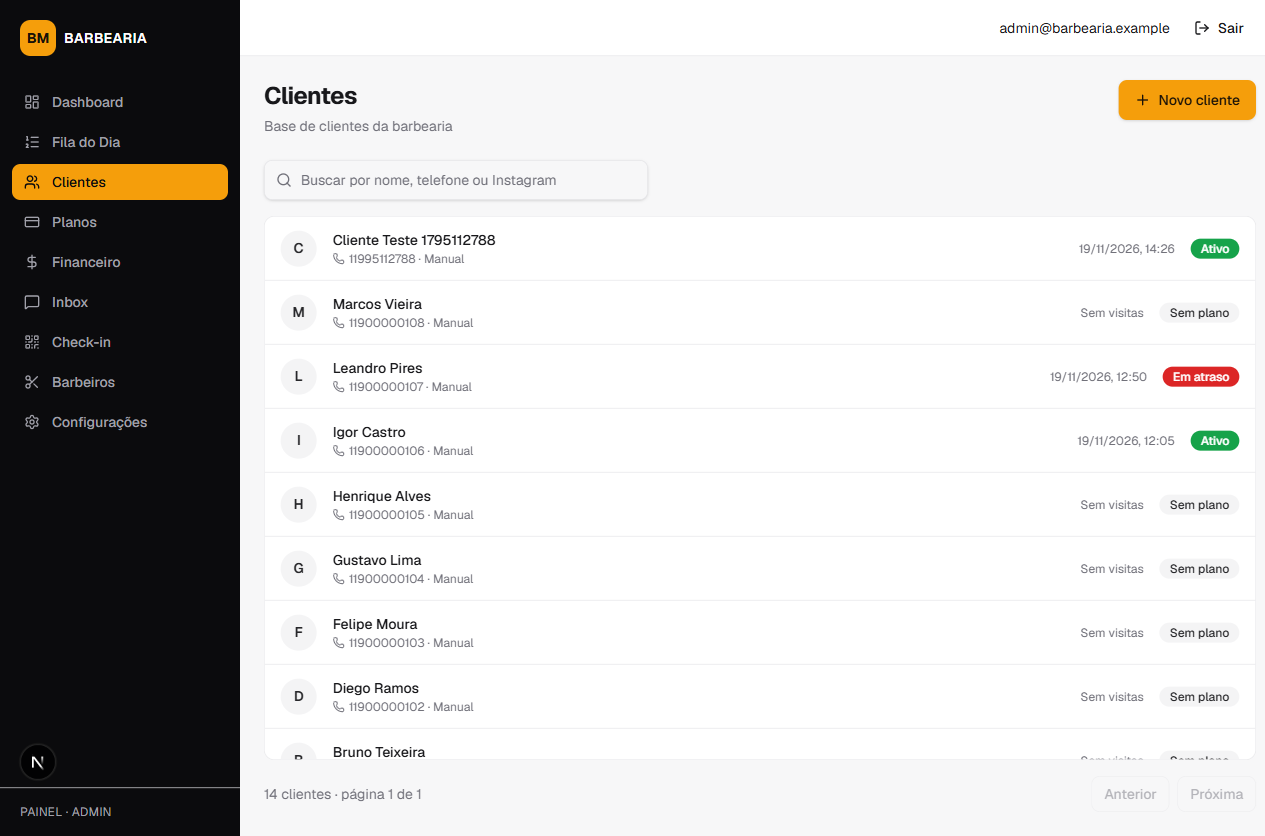 BM BARBEARIA
admin@barbearia.example Sair
Dashboard
Fila do Dia
Clientes
Planos
Financeiro
Inbox
Check-in
Barbeiros
Configurações
N
PAINEL · ADMIN
Clientes
Novo cliente
Base de clientes da barbearia
Buscar por nome, telefone ou Instagram
C
Cliente Teste 1795112788
11995112788 · Manual
19/11/2026, 14:26 Ativo
M
Marcos Vieira
11900000108 · Manual
Sem visitas Sem plano
L
Leandro Pires
11900000107 · Manual
19/11/2026, 12:50 Em atraso
I
Igor Castro
11900000106 · Manual
19/11/2026, 12:05 Ativo
H
Henrique Alves
11900000105 · Manual
Sem visitas Sem plano
G
Gustavo Lima
11900000104 · Manual
Sem visitas Sem plano
F
Felipe Moura
11900000103 · Manual
Sem visitas Sem plano
D
Diego Ramos
11900000102 · Manual
Sem visitas Sem plano
B
Bruno Teixeira
Sem visitas Sem plano
14 clientes · página 1 de 1
Anterior Próxima